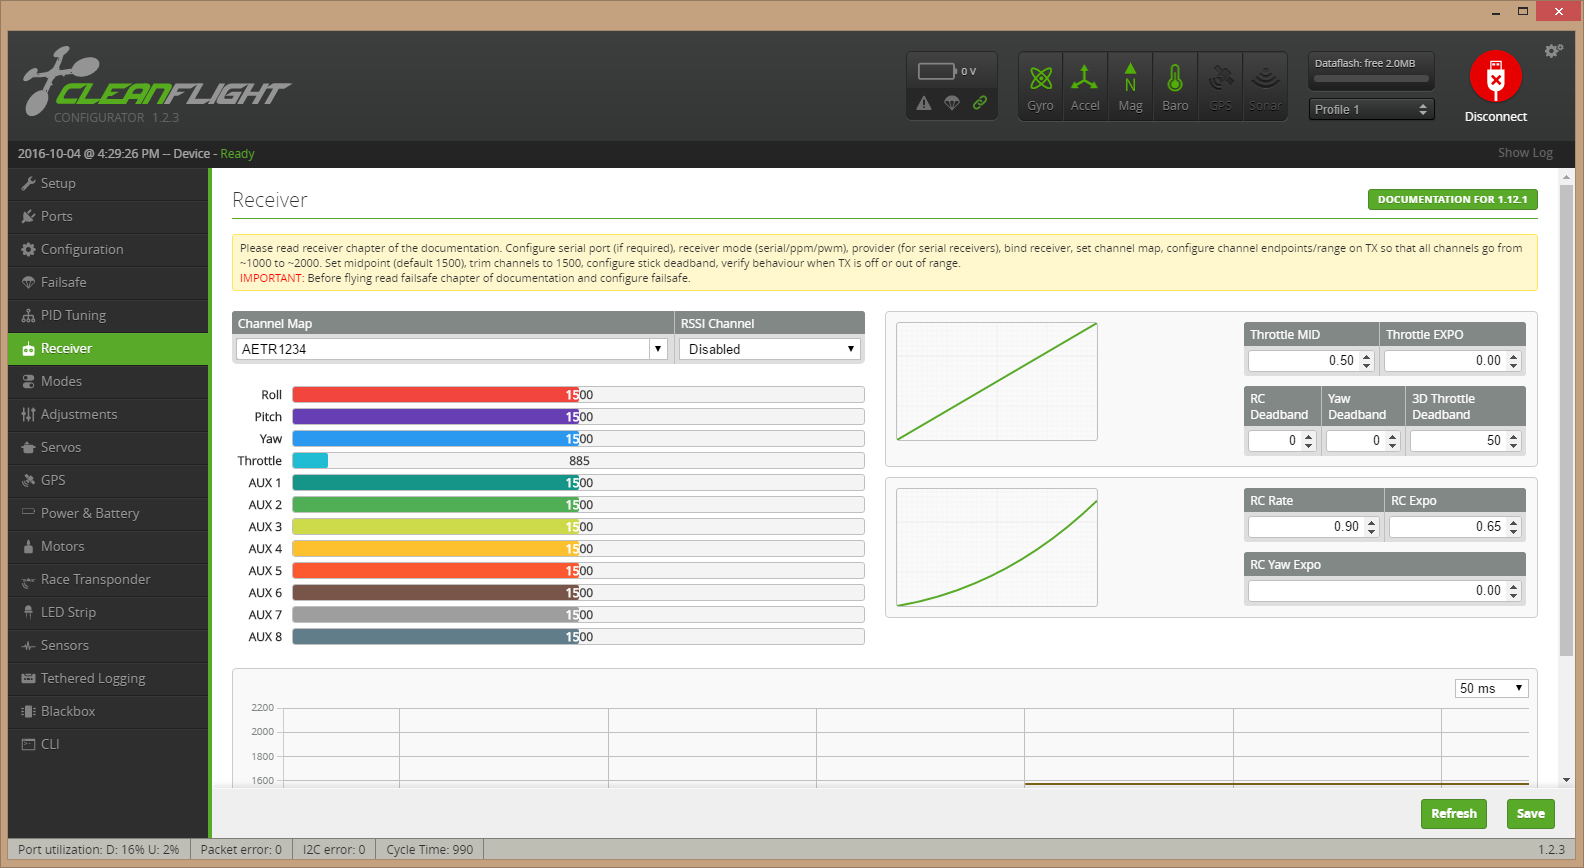 CLEANFLIGHT
CONFIGURATOR 1.2.3
0 V
Gyro
Accel
N
Mag
Baro
GPS
Sonar
Dataflash: free 2.0MB
Profile 1
Disconnect
2016-10-04 @ 4:29:26 PM -- Device - Ready
Show Log
Setup
Ports
Configuration
Failsafe
PID Tuning
Receiver
Modes
Adjustments
Servos
GPS
Power & Battery
Motors
Race Transponder
LED Strip
Sensors
Tethered Logging
Blackbox
CLI
Receiver
DOCUMENTATION FOR 1.12.1
Please read receiver chapter of the documentation. Configure serial port (if required), receiver mode (serial/ppm/pwm), provider (for serial receivers), bind receiver, set channel map, configure channel endpoints/range on TX so that all channels go from
~1000 to ~2000. Set midpoint (default 1500), trim channels to 1500, configure stick deadband, verify behaviour when TX is off or out of range.
IMPORTANT: Before flying read failsafe chapter of documentation and configure failsafe.
Channel Map
RSSI Channel
AETR1234
Disabled
Roll 1500
Pitch 1500
Yaw 1500
Throttle 885
AUX 1 1500
AUX 2 1500
AUX 3 1500
AUX 4 1500
AUX 5 1500
AUX 6 1500
AUX 7 1500
AUX 8 1500
Throttle MID
Throttle EXPO
0.50
0.00
RC Deadband
Yaw Deadband
3D Throttle Deadband
0
0
50
RC Rate
RC Expo
0.90
0.65
RC Yaw Expo
0.00
50 ms
2200
2000
1800
1600
Refresh
Save
Port utilization: D: 16% U: 2%
Packet error: 0
I2C error: 0
Cycle Time: 990
1.2.3